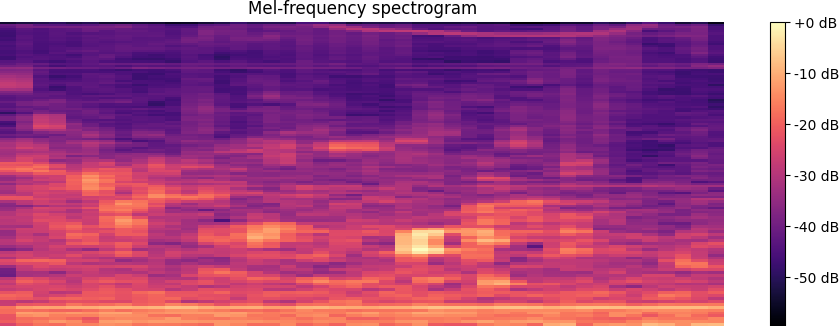 Mel-frequency spectrogram
+0 dB
-10 dB
-20 dB
-30 dB
-40 dB
-50 dB